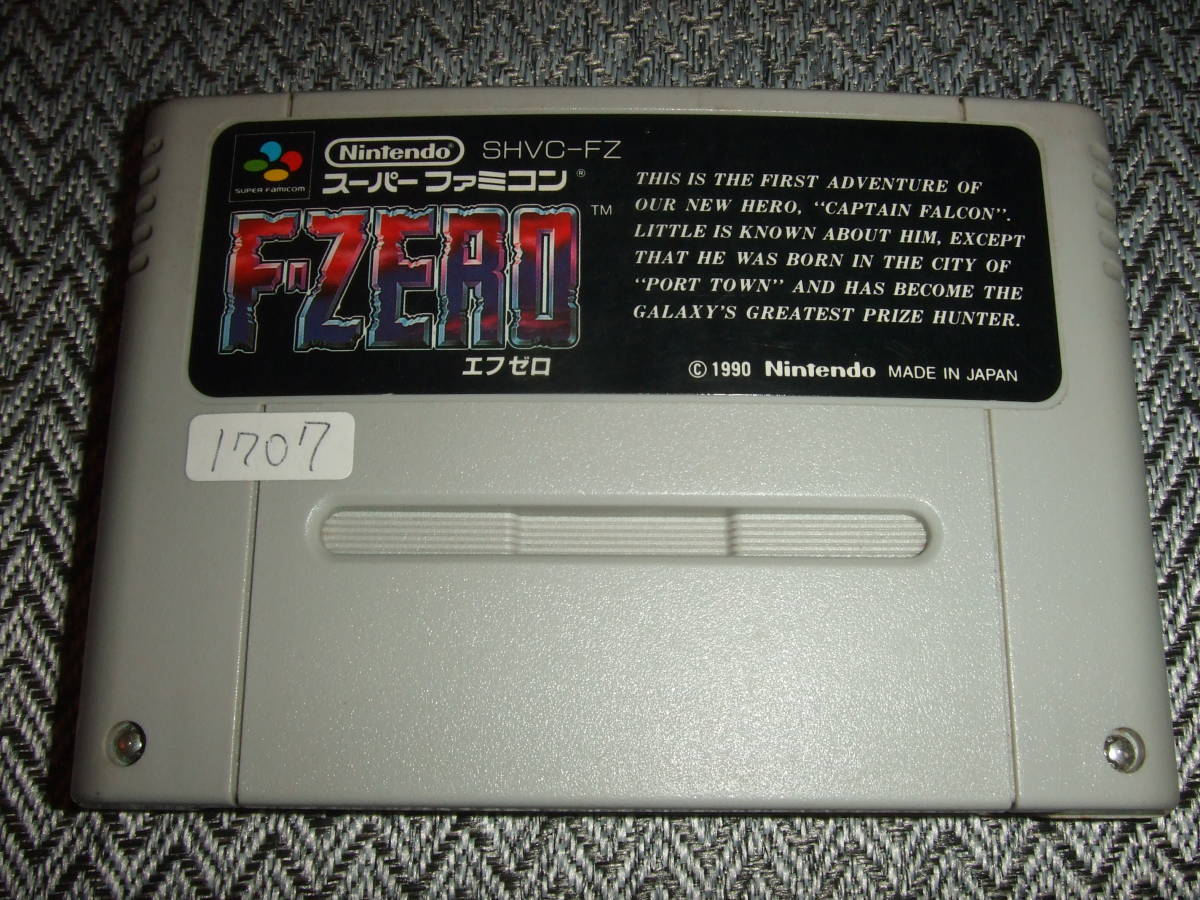 SUPER FAMICOM
Nintendo SHVC-FZ
スーパーファミコン®
F-ZERO™
エフゼロ
THIS IS THE FIRST ADVENTURE OF
OUR NEW HERO, “CAPTAIN FALCON”.
LITTLE IS KNOWN ABOUT HIM, EXCEPT
THAT HE WAS BORN IN THE CITY OF
“PORT TOWN” AND HAS BECOME THE
GALAXY'S GREATEST PRIZE HUNTER.
© 1990 Nintendo MADE IN JAPAN
1707